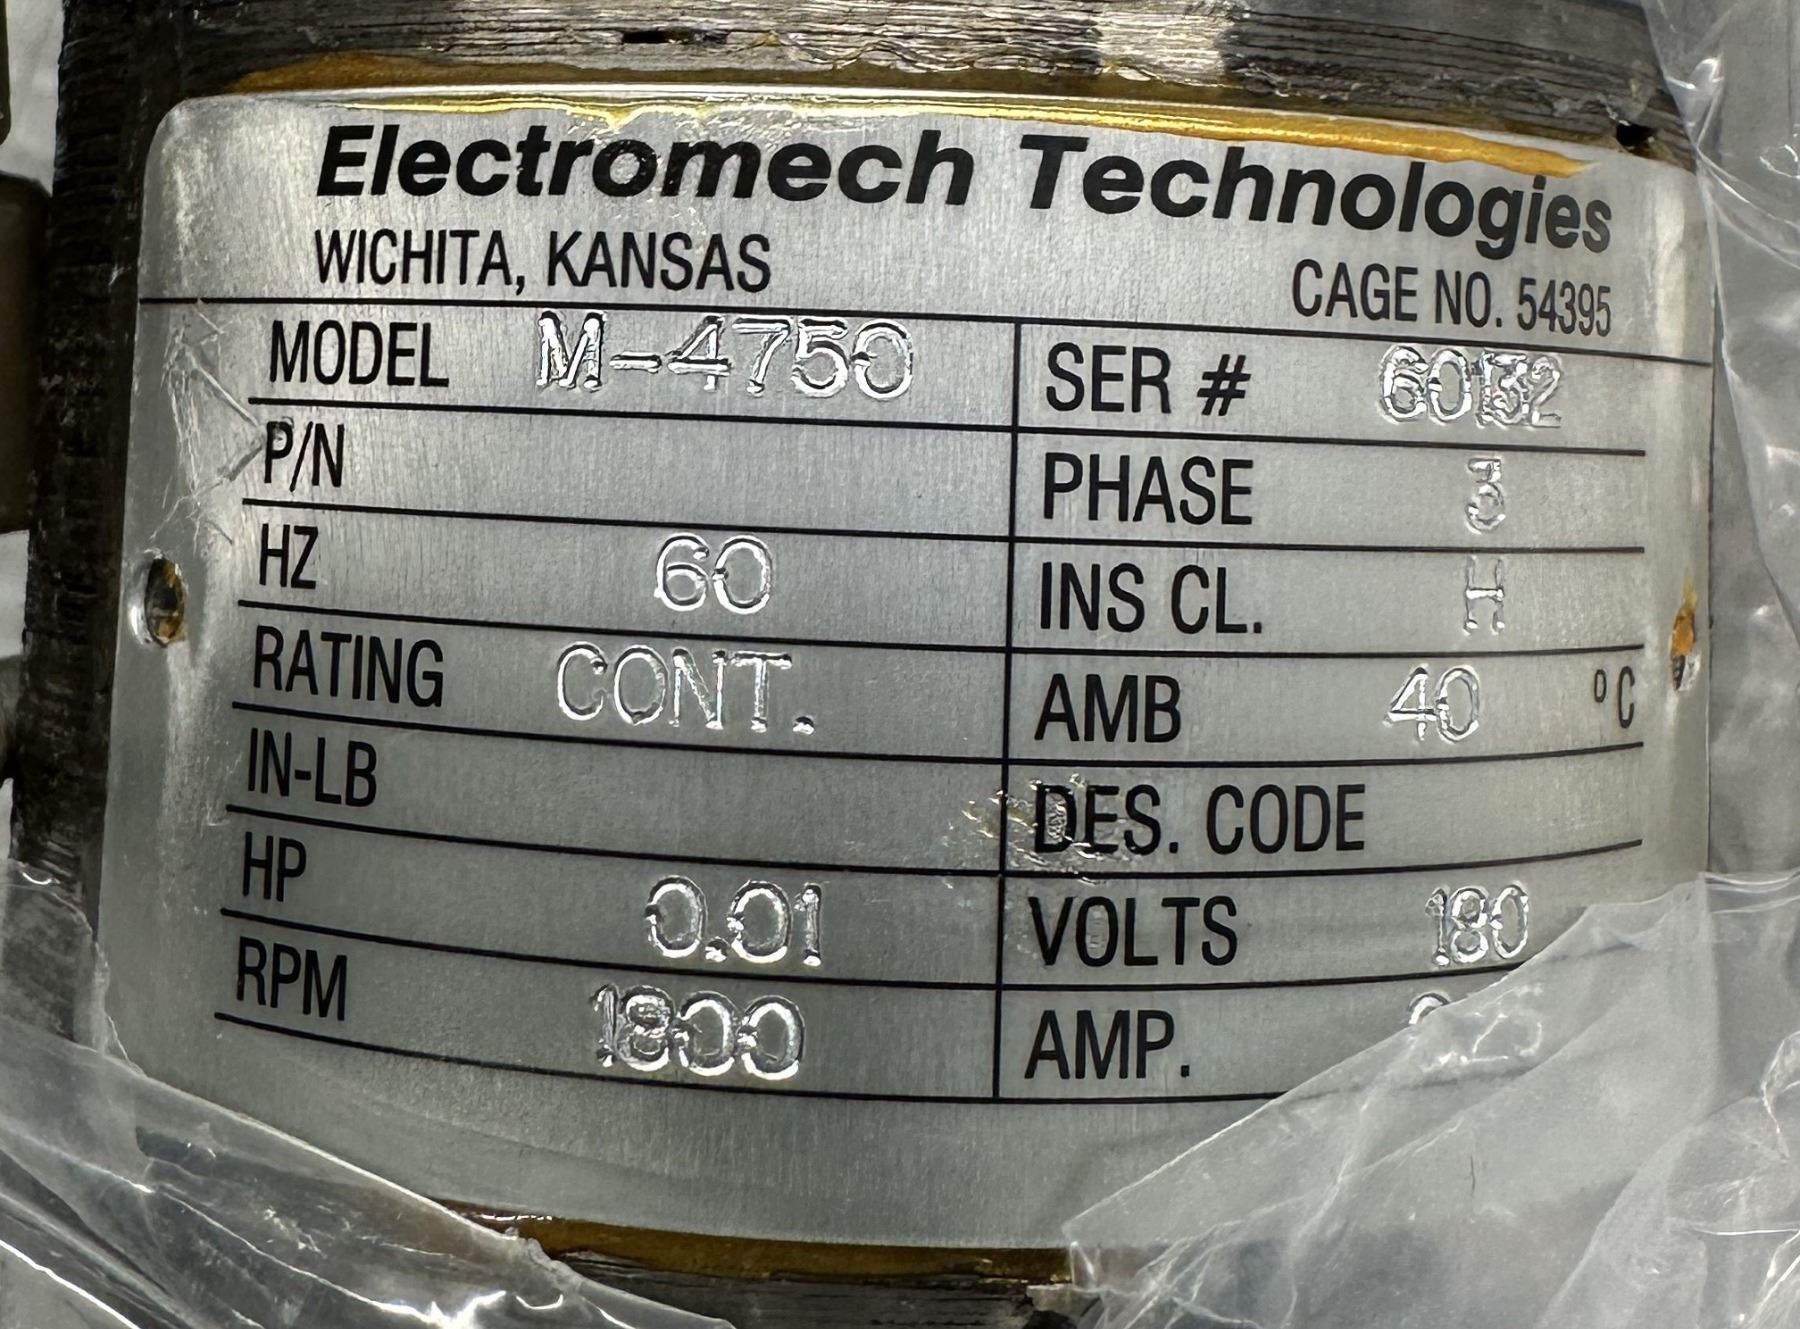 Electromech Technologies
WICHITA, KANSAS
CAGE NO. 54395
MODEL M-4750
SER #
P/N
PHASE 3
HZ 60
INS CL. H
RATING CONT.
AMB 40 °C
IN-LB
DES. CODE
HP 0.01
VOLTS 180
RPM 1800
AMP.